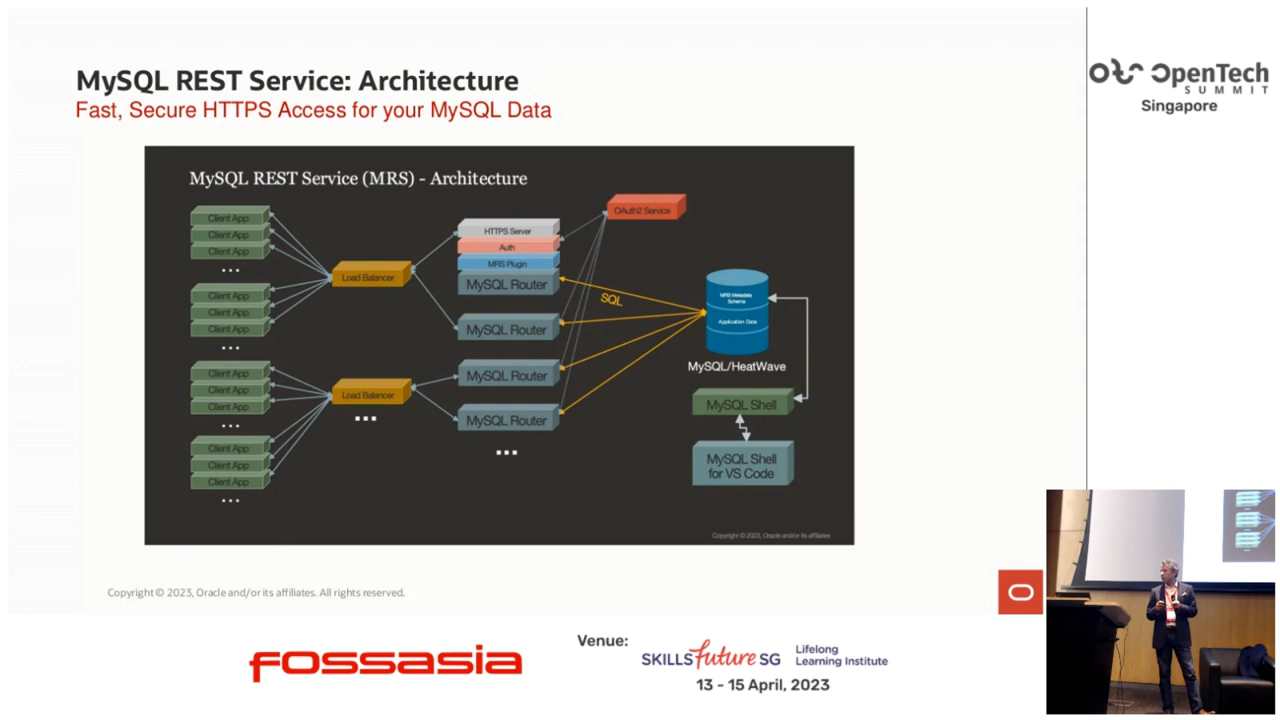 MySQL REST Service: Architecture
Fast, Secure HTTPS Access for your MySQL Data
OpenTech
SUMMIT
Singapore
MySQL REST Service (MRS) - Architecture
Client App
Client App
Client App
...
Client App
Client App
Client App
...
Client App
Client App
Client App
...
Client App
Client App
Client App
...
Load Balancer
Load Balancer
...
HTTPS Server
Auth
MRS Plugin
MySQL Router
MySQL Router
MySQL Router
MySQL Router
...
OAuth2 Service
SQL
MRS Metadata
Schema
Application Data
MySQL/HeatWave
MySQL Shell
MySQL Shell
for VS Code
Copyright © 2023, Oracle and/or its affiliates
Copyright © 2023, Oracle and/or its affiliates. All rights reserved.
fossasia
Venue:
SKILLSfuture SG
Lifelong
Learning Institute
13 - 15 April, 2023